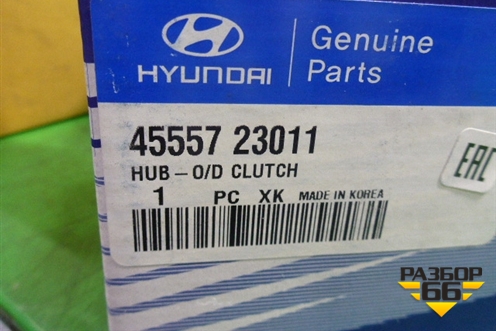 HYUNDAI
Genuine
Parts
45557 23011
HUB-O/D CLUTCH
1 PC XK MADE IN KOREA
EAC
РАЗБОР
66